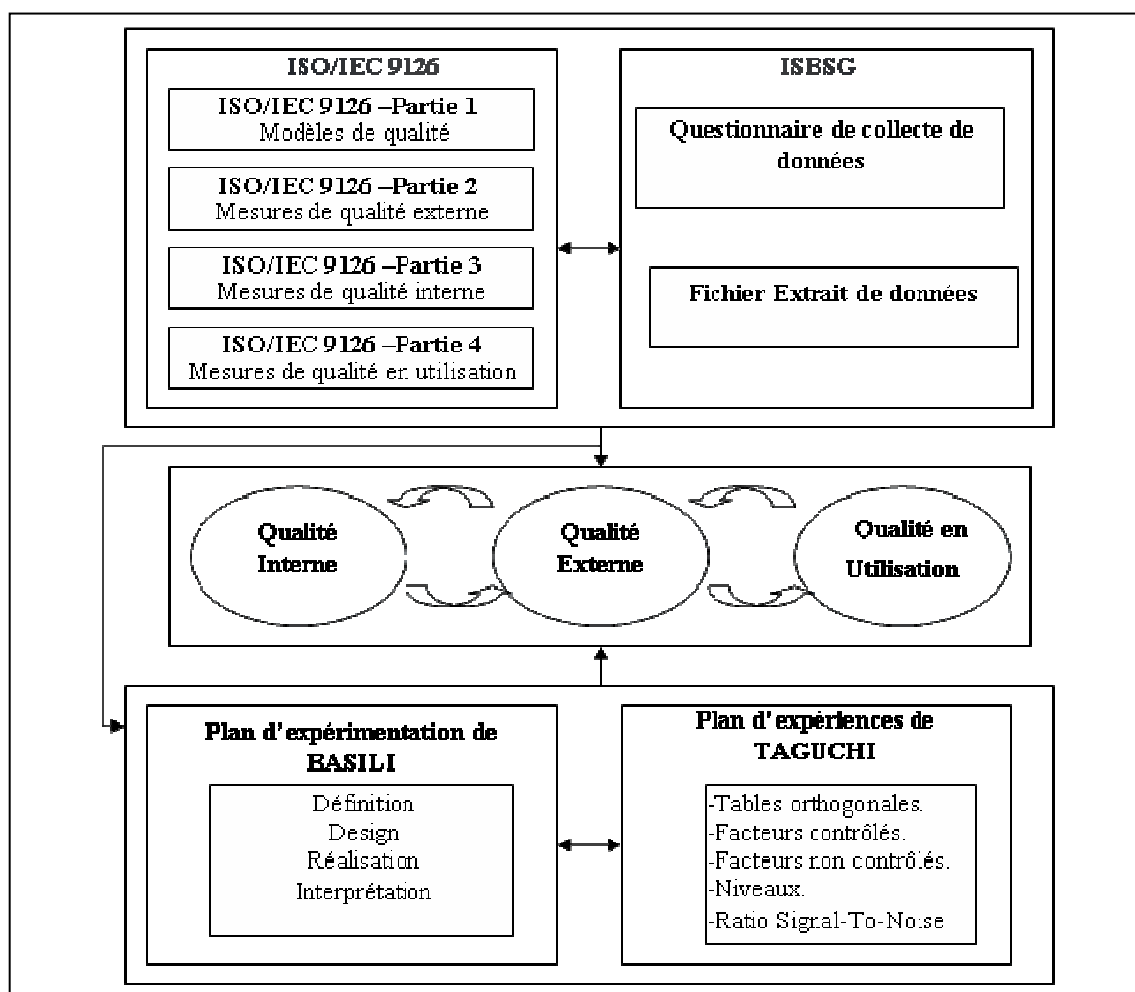 ISO/IEC 9126
ISO/IEC 9126 –Partie 1
Modèles de qualité
ISO/IEC 9126 –Partie 2
Mesures de qualité externe
ISO/IEC 9126 –Partie 3
Mesures de qualité interne
ISO/IEC 9126 –Partie 4
Mesures de qualité en utilisation
ISBSG
Questionnaire de collecte de
données
Fichier Extrait de données
Qualité
Interne
Qualité
Externe
Qualité en
Utilisation
Plan d'expérimentation de
BASILI
Définition
Design
Réalisation
Interprétation
Plan d'expériences de
TAGUCHI
-Tables orthogonales.
-Facteurs contrôlés.
-Facteurs non contrôlés.
-Niveaux.
-Ratio Signal-To-Noise